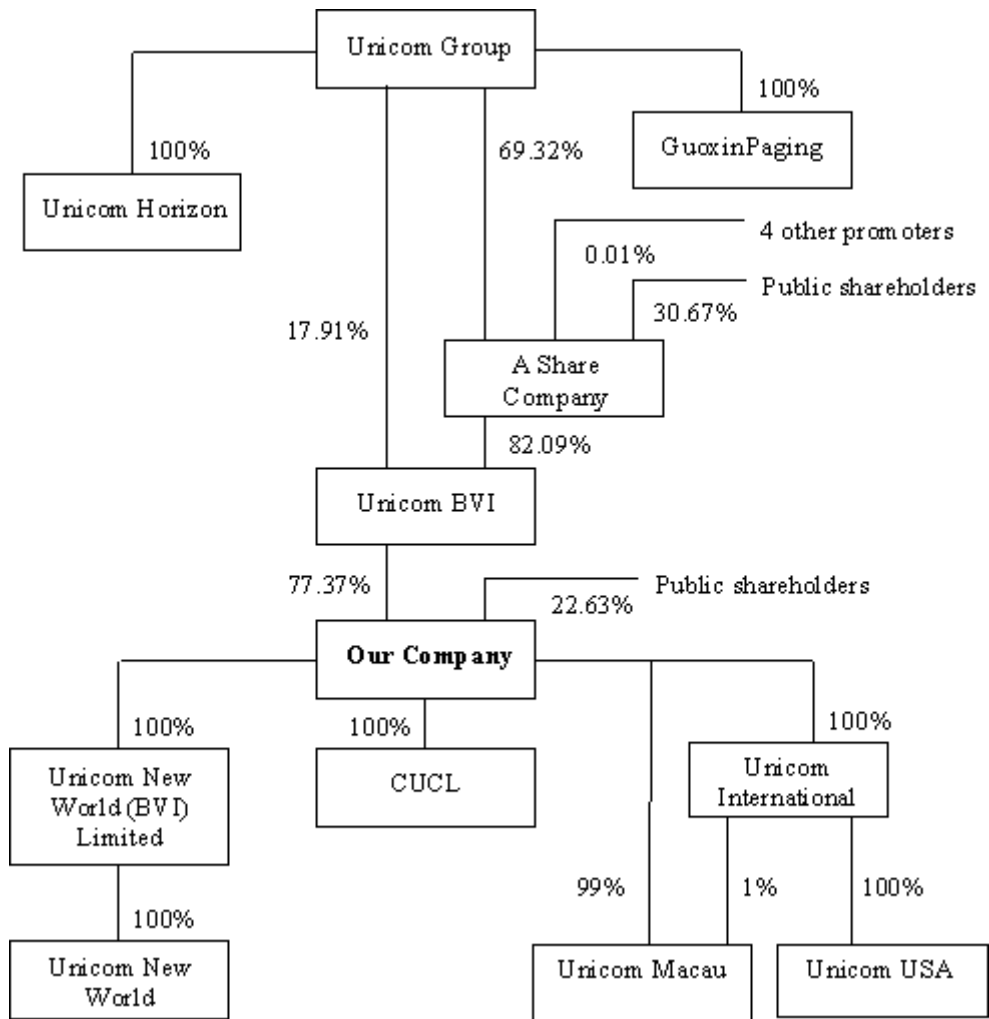 Unicom Group
100%
GuoxinPaging
100%
Unicom Horizon
69.32%
4 other promoters
0.01%
Public shareholders
30.67%
17.91%
A Share
Company
82.09%
Unicom BVI
77.37%
Public shareholders
22.63%
Our Company
100%
Unicom New
World (BVI)
Limited
100%
CUCL
100%
Unicom
International
100%
Unicom New
World
99%
1%
100%
Unicom Macau
Unicom USA